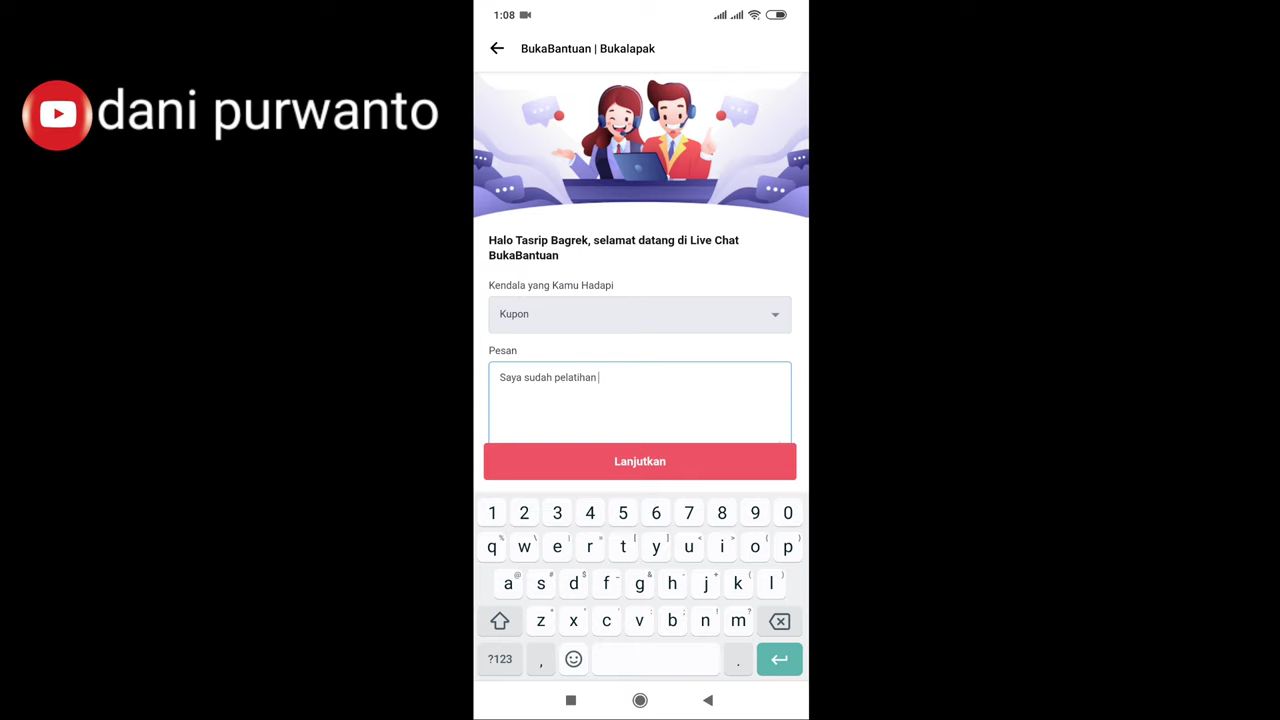 1:08
BukaBantuan | Bukalapak
dani purwanto
Halo Tasrip Bagrek, selamat datang di Live Chat
BukaBantuan
Kendala yang Kamu Hadapi
Kupon
Pesan
Saya sudah pelatihan
Lanjutkan
1 2 3 4 5 6 7 8 9 0
q w e r t y u i o p
a s d f g h j k l
z x c v b n m
?123 , .